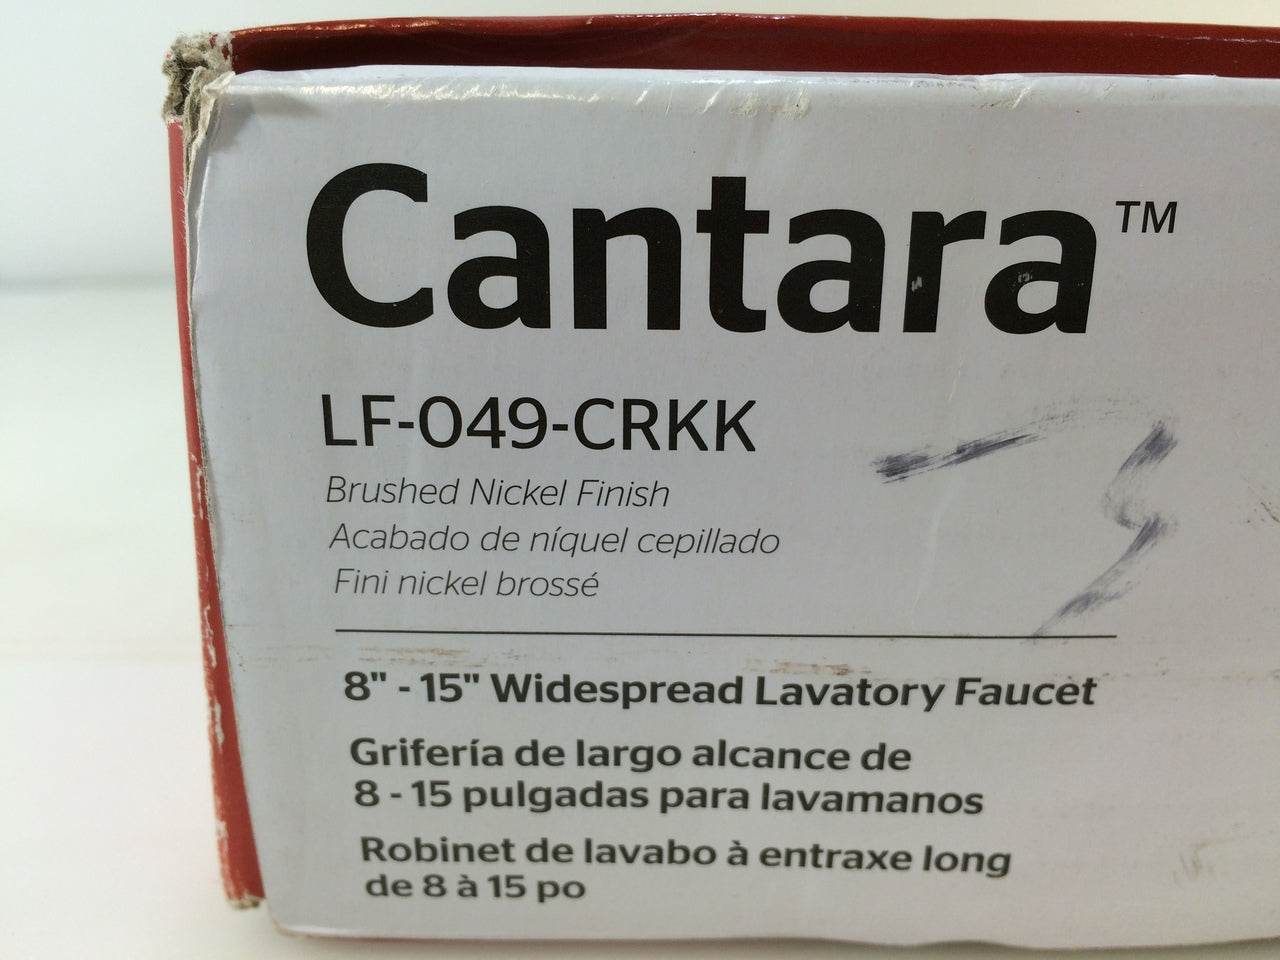 Cantara™
LF-049-CRKK
Brushed Nickel Finish
Acabado de níquel cepillado
Fini nickel brossé
8" - 15" Widespread Lavatory Faucet
Grifería de largo alcance de
8 - 15 pulgadas para lavamanos
Robinet de lavabo à entraxe long
de 8 à 15 po